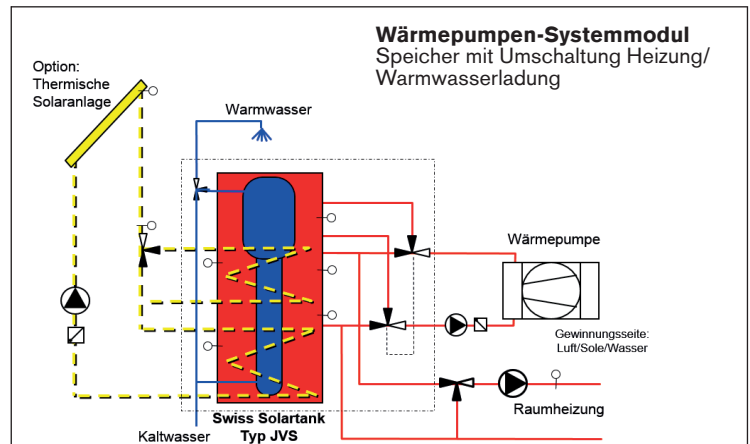 Wärmepumpen-Systemmodul
Speicher mit Umschaltung Heizung/
Warmwasserladung
Option:
Thermische
Solaranlage
Warmwasser
Wärmepumpe
Gewinnungsseite:
Luft/Sole/Wasser
Raumheizung
Swiss Solartank
Typ JVS
Kaltwasser